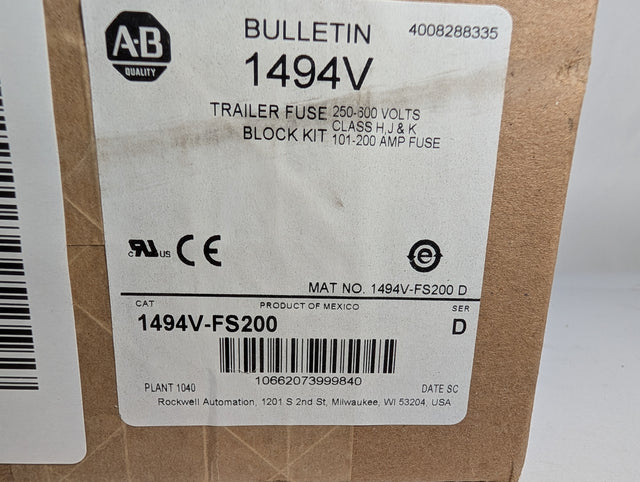 A-B
QUALITY
BULLETIN
4008288335
1494V
TRAILER FUSE 250-600 VOLTS
BLOCK KIT CLASS H,J & K
101-200 AMP FUSE
c RU US CE
e
MAT NO. 1494V-FS200 D
CAT
PRODUCT OF MEXICO
SER
1494V-FS200
D
10662073999840
PLANT 1040
DATE SC
Rockwell Automation, 1201 S 2nd St, Milwaukee, WI 53204, USA